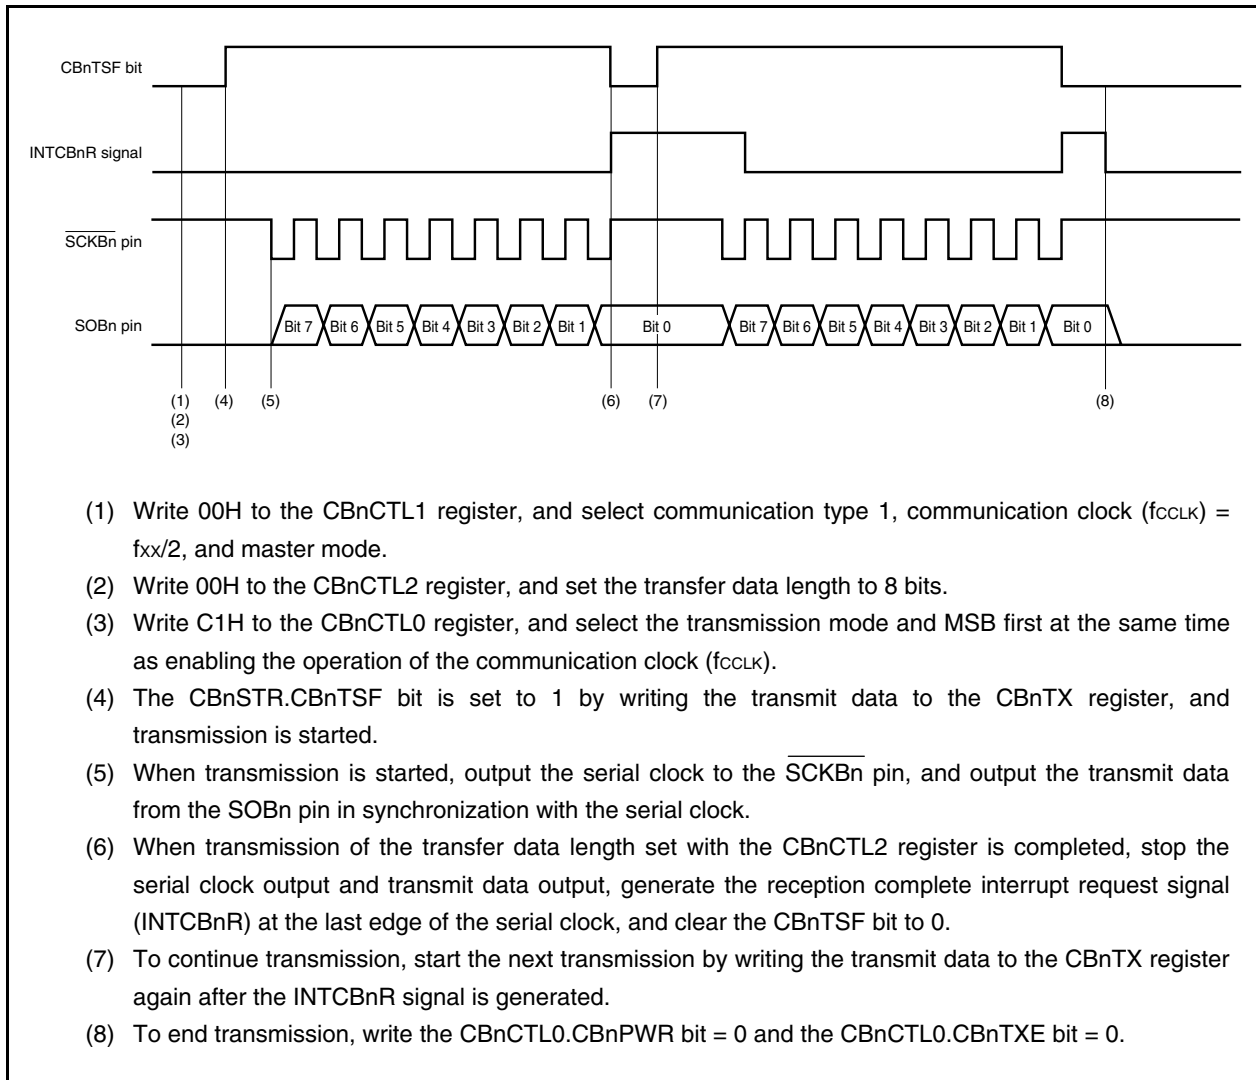 CBnTSF bit
INTCBnR signal
SCKBn pin
SOBn pin
Bit 7 Bit 6 Bit 5 Bit 4 Bit 3 Bit 2 Bit 1 Bit 0 Bit 7 Bit 6 Bit 5 Bit 4 Bit 3 Bit 2 Bit 1 Bit 0
(1) (4) (5) (6) (7) (8)
(2)
(3)
(1) Write 00H to the CBnCTL1 register, and select communication type 1, communication clock (fCCLK) =
fXX/2, and master mode.
(2) Write 00H to the CBnCTL2 register, and set the transfer data length to 8 bits.
(3) Write C1H to the CBnCTL0 register, and select the transmission mode and MSB first at the same time
as enabling the operation of the communication clock (fCCLK).
(4) The CBnSTR.CBnTSF bit is set to 1 by writing the transmit data to the CBnTX register, and
transmission is started.
(5) When transmission is started, output the serial clock to the SCKBn pin, and output the transmit data
from the SOBn pin in synchronization with the serial clock.
(6) When transmission of the transfer data length set with the CBnCTL2 register is completed, stop the
serial clock output and transmit data output, generate the reception complete interrupt request signal
(INTCBnR) at the last edge of the serial clock, and clear the CBnTSF bit to 0.
(7) To continue transmission, start the next transmission by writing the transmit data to the CBnTX register
again after the INTCBnR signal is generated.
(8) To end transmission, write the CBnCTL0.CBnPWR bit = 0 and the CBnCTL0.CBnTXE bit = 0.